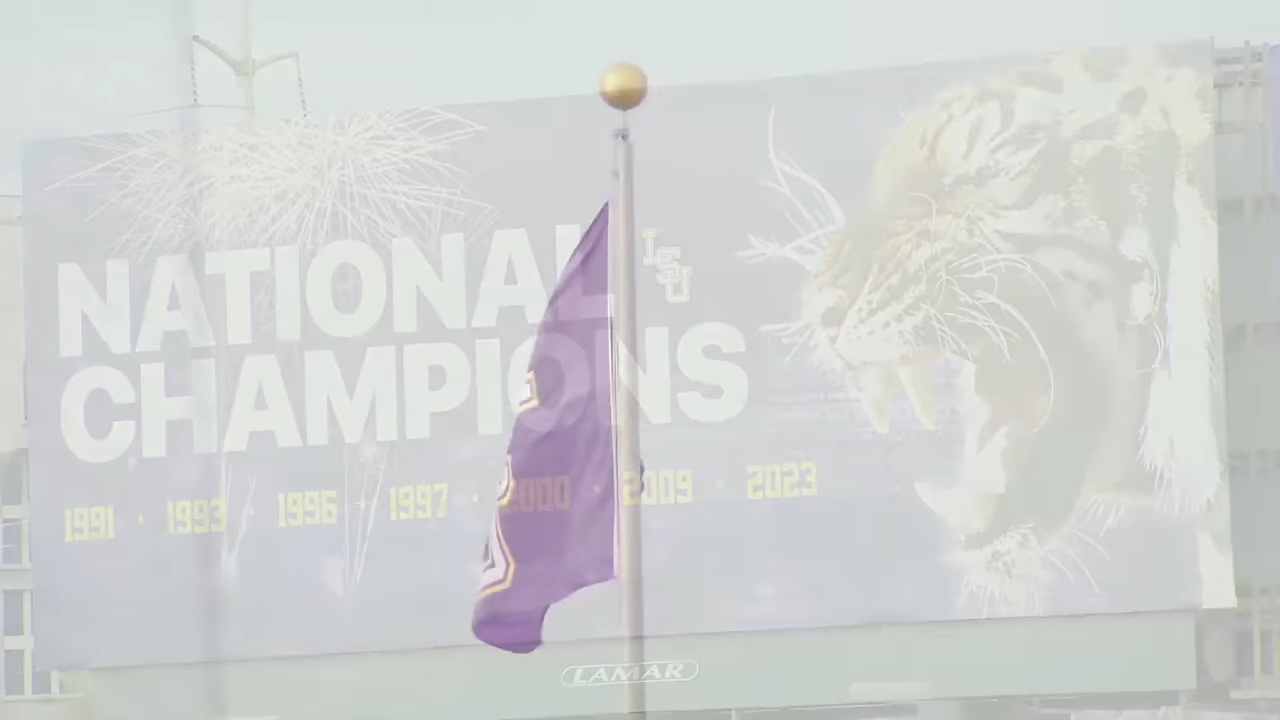 NATIONAL LSU
CHAMPIONS
1991 · 1993 · 1996 · 1997 · 2000 · 2009 · 2023
LAMAR